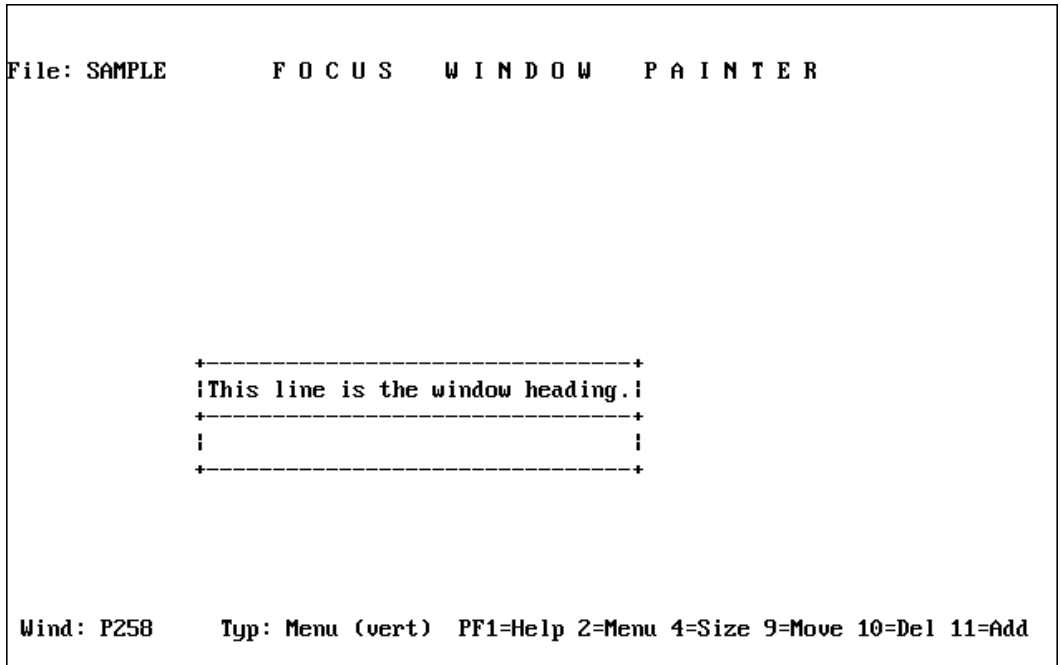 File: SAMPLE F O C U S W I N D O W P A I N T E R
This line is the window heading.
Wind: P258 Typ: Menu (vert) PF1=Help 2=Menu 4=Size 9=Move 10=Del 11=Add